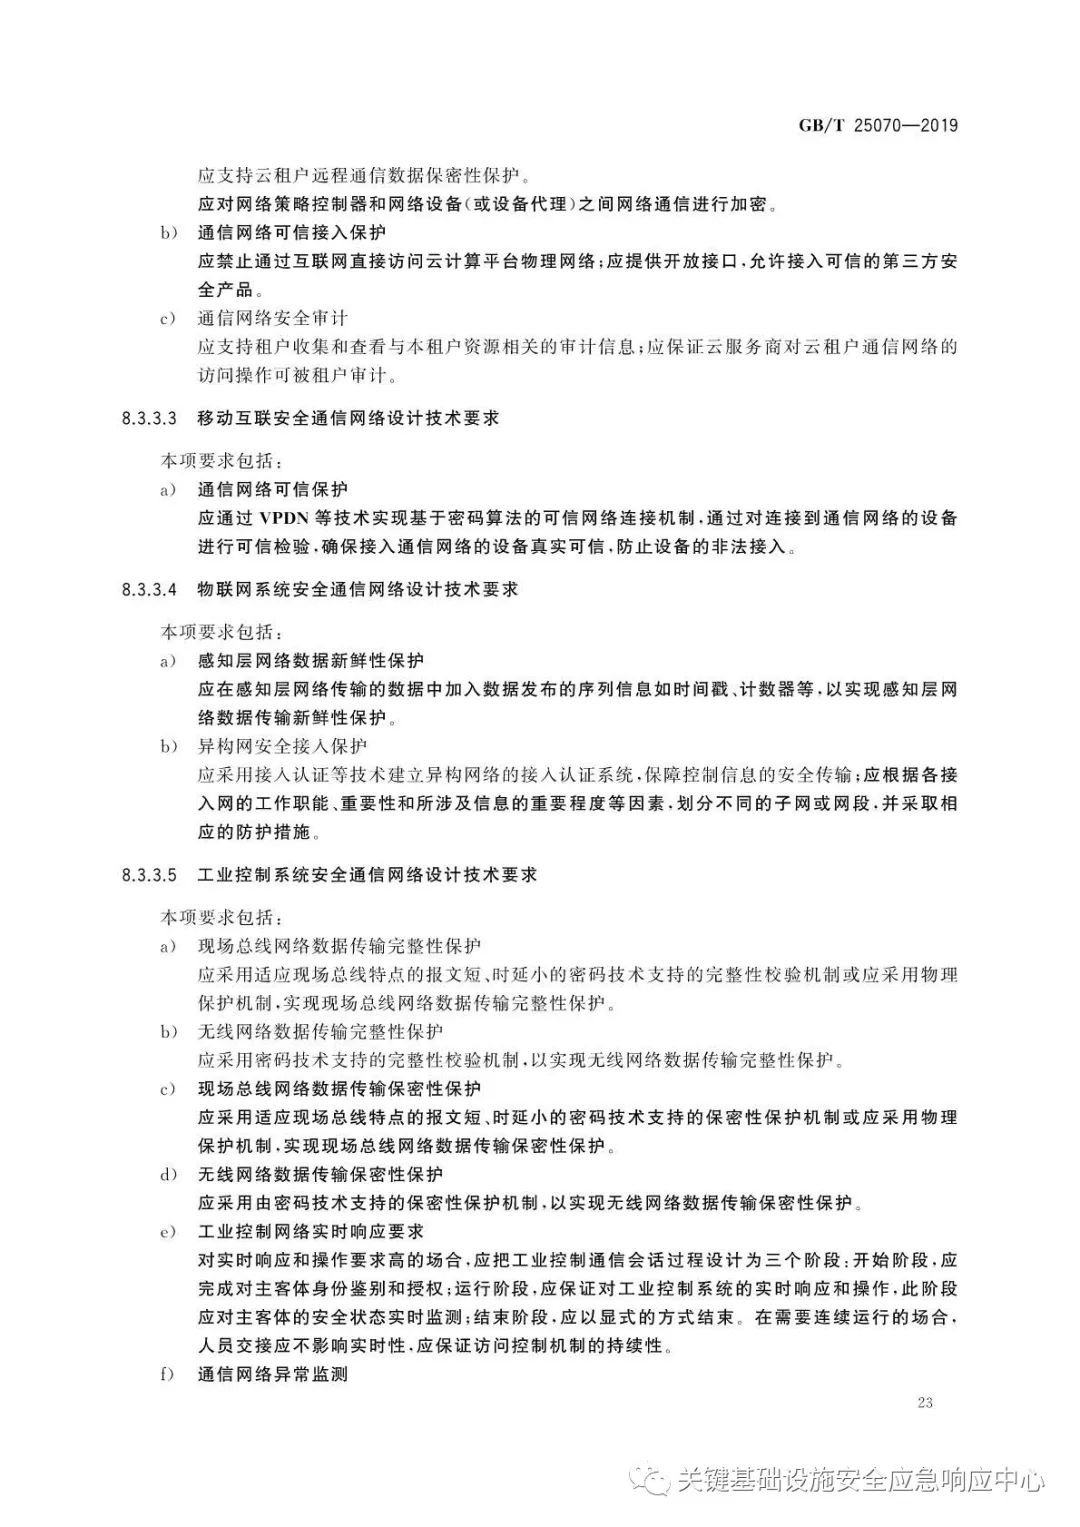 GB/T 25070—2019
应支持云租户远程通信数据保密性保护。
应对网络策略控制器和网络设备(或设备代理)之间网络通信进行加密。
b) 通信网络可信接入保护
应禁止通过互联网直接访问云计算平台物理网络;应提供开放接口,允许接入可信的第三方安
全产品。
c) 通信网络安全审计
应支持租户收集和查看与本租户资源相关的审计信息;应保证云服务商对云租户通信网络的
访问操作可被租户审计。
8.3.3.3 移动互联安全通信网络设计技术要求
本项要求包括:
a) 通信网络可信保护
应通过 VPDN 等技术实现基于密码算法的可信网络连接机制,通过对连接到通信网络的设备
进行可信检验,确保接入通信网络的设备真实可信,防止设备的非法接入。
8.3.3.4 物联网系统安全通信网络设计技术要求
本项要求包括:
a) 感知层网络数据新鲜性保护
应在感知层网络传输的数据中加入数据发布的序列信息如时间戳、计数器等,以实现感知层网
络数据传输新鲜性保护。
b) 异构网安全接入保护
应采用接入认证等技术建立异构网络的接入认证系统,保障控制信息的安全传输;应根据各接
入网的工作职能、重要性和所涉及信息的重要程度等因素,划分不同的子网或网段,并采取相
应的防护措施。
8.3.3.5 工业控制系统安全通信网络设计技术要求
本项要求包括:
a) 现场总线网络数据传输完整性保护
应采用适应现场总线特点的报文短、时延小的密码技术支持的完整性校验机制或应采用物理
保护机制,实现现场总线网络数据传输完整性保护。
b) 无线网络数据传输完整性保护
应采用密码技术支持的完整性校验机制,以实现无线网络数据传输完整性保护。
c) 现场总线网络数据传输保密性保护
应采用适应现场总线特点的报文短、时延小的密码技术支持的保密性保护机制或应采用物理
保护机制,实现现场总线网络数据传输保密性保护。
d) 无线网络数据传输保密性保护
应采用由密码技术支持的保密性保护机制,以实现无线网络数据传输保密性保护。
e) 工业控制网络实时响应要求
对实时响应和操作要求高的场合,应把工业控制通信会话过程设计为三个阶段:开始阶段,应
完成对主客体身份鉴别和授权;运行阶段,应保证对工业控制系统的实时响应和操作,此阶段
应对主客体的安全状态实时监测;结束阶段,应以显式的方式结束。在需要连续运行的场合,
人员交接应不影响实时性,应保证访问控制机制的持续性。
f) 通信网络异常监测
23
关键基础设施安全应急响应中心